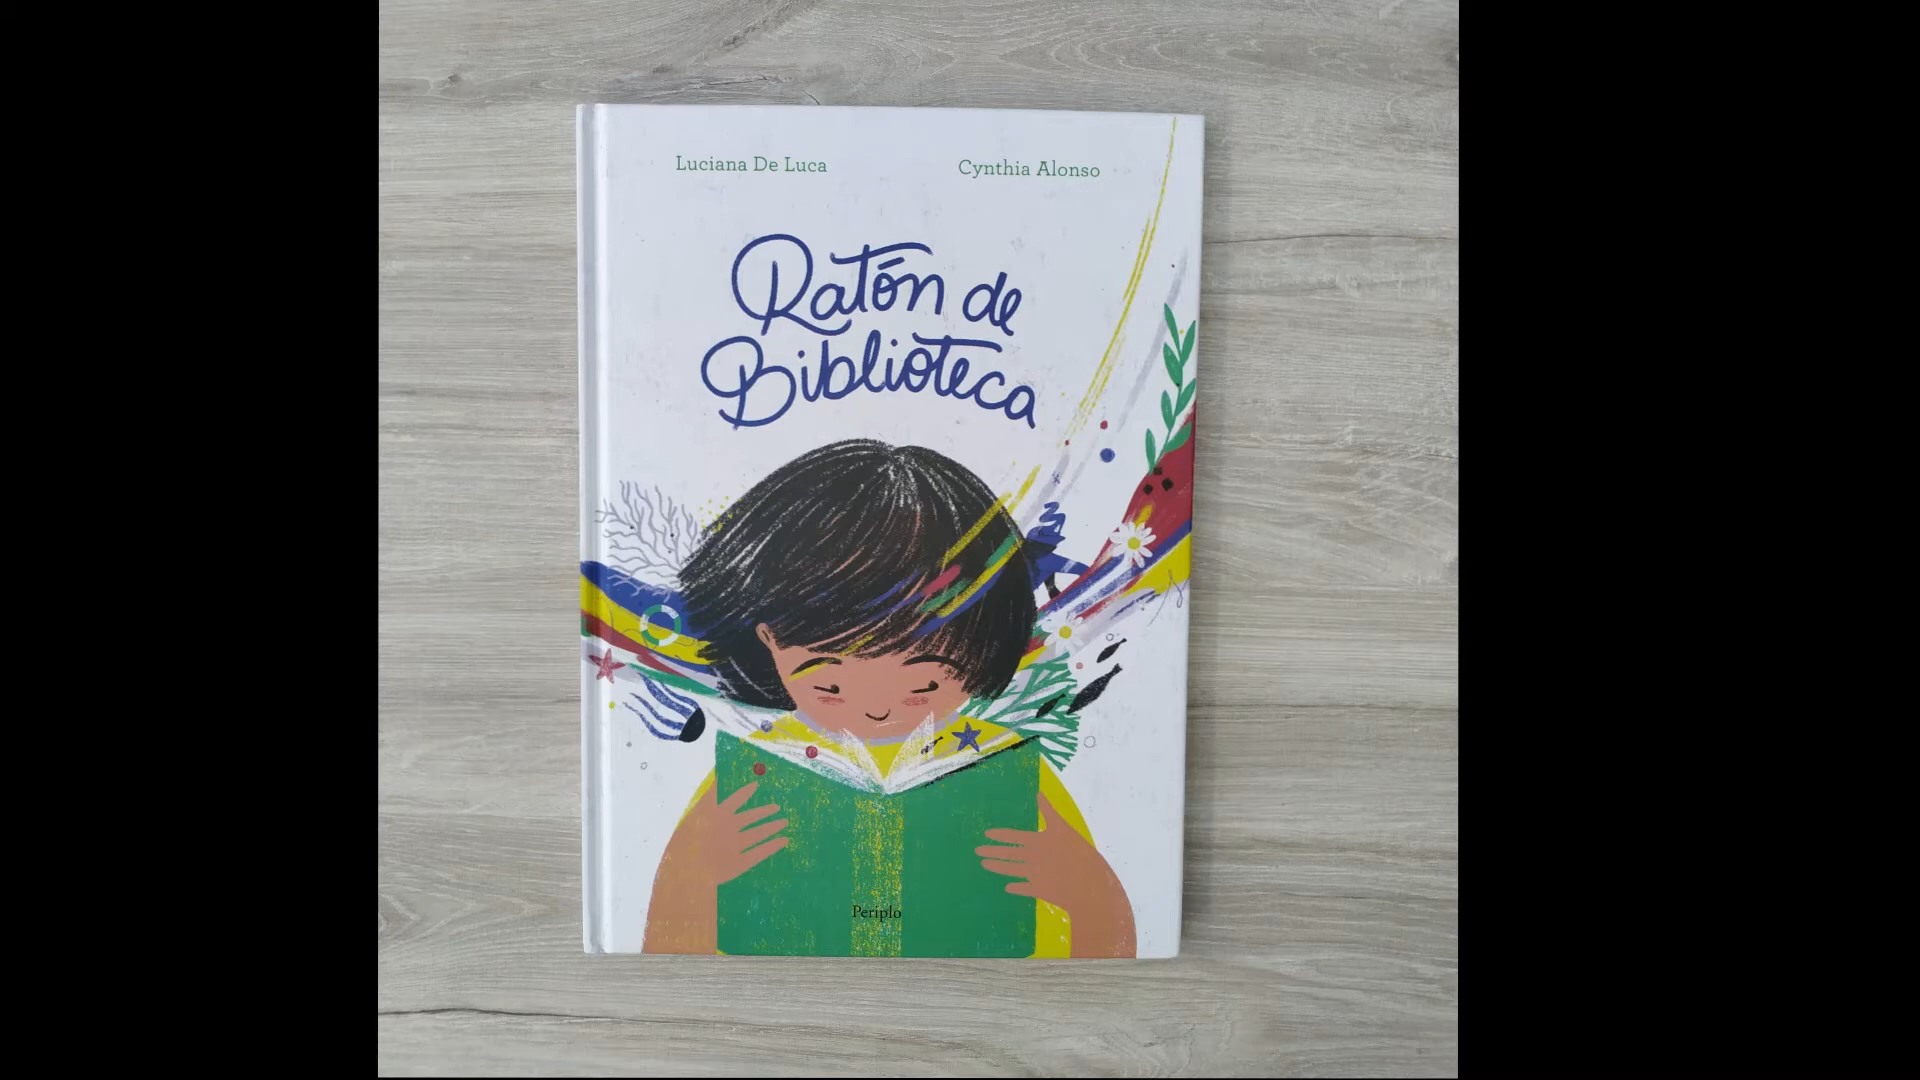 Luciana De Luca
Cynthia Alonso
Ratón de
Biblioteca
Periplo